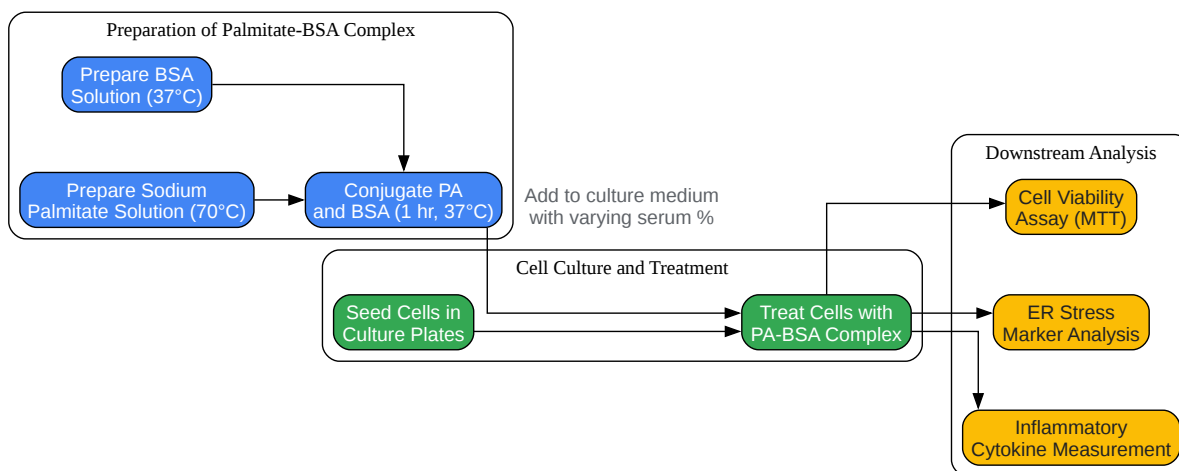 Preparation of Palmitate-BSA Complex
Prepare BSA
Solution (37°C)
Prepare Sodium
Palmitate Solution (70°C)
Conjugate PA
and BSA (1 hr, 37°C)
Add to culture medium
with varying serum %
Cell Culture and Treatment
Seed Cells in
Culture Plates
Treat Cells with
PA-BSA Complex
Downstream Analysis
Cell Viability
Assay (MTT)
ER Stress
Marker Analysis
Inflammatory
Cytokine Measurement